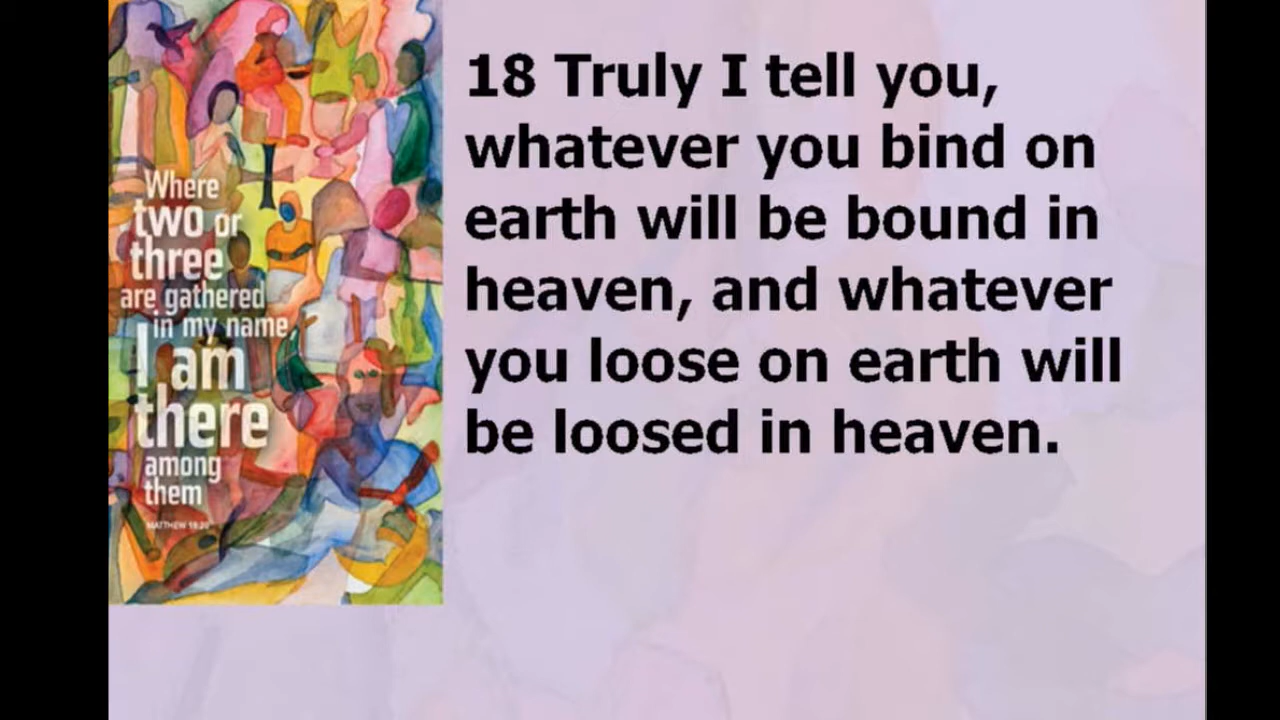 Where
two or
three
are gathered
in my name
I am
there
among
them
MATTHEW 18:20
18 Truly I tell you,
whatever you bind on
earth will be bound in
heaven, and whatever
you loose on earth will
be loosed in heaven.